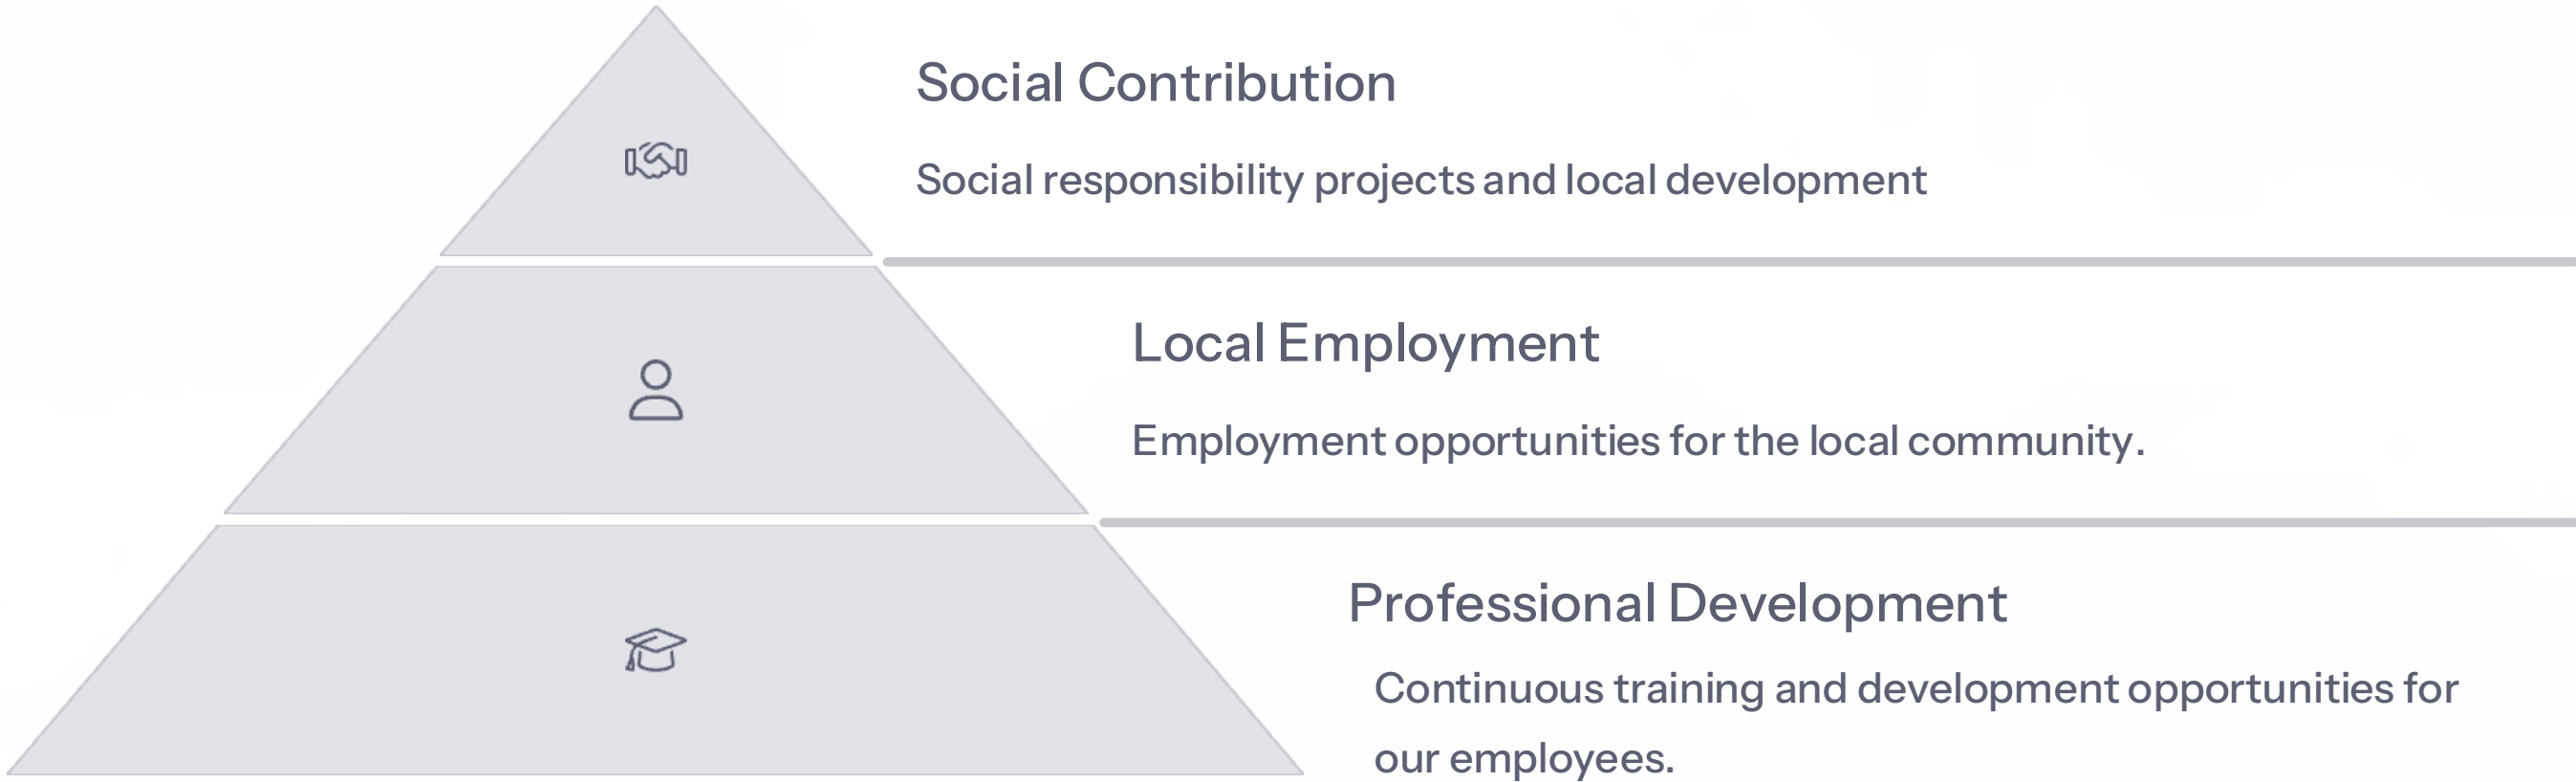 Social Contribution
Social responsibility projects and local development
Local Employment
Employment opportunities for the local community.
Professional Development
Continuous training and development opportunities for
our employees.